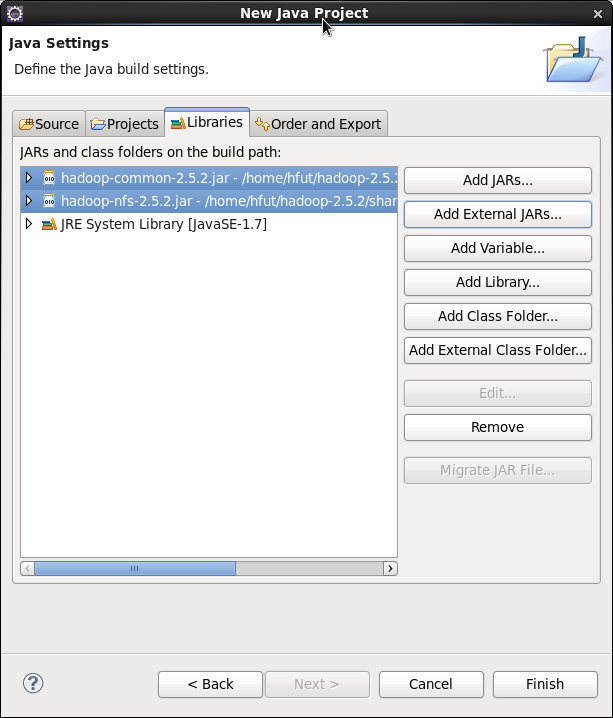 New Java Project
Java Settings
Define the Java build settings.
Source Projects Libraries Order and Export
JARs and class folders on the build path:
hadoop-common-2.5.2.jar - /home/hfut/hadoop-2.5.2
hadoop-nfs-2.5.2.jar - /home/hfut/hadoop-2.5.2/shar
JRE System Library [JavaSE-1.7]
Add JARs...
Add External JARs...
Add Variable...
Add Library...
Add Class Folder...
Add External Class Folder...
Edit...
Remove
Migrate JAR File...
< Back Next > Cancel Finish